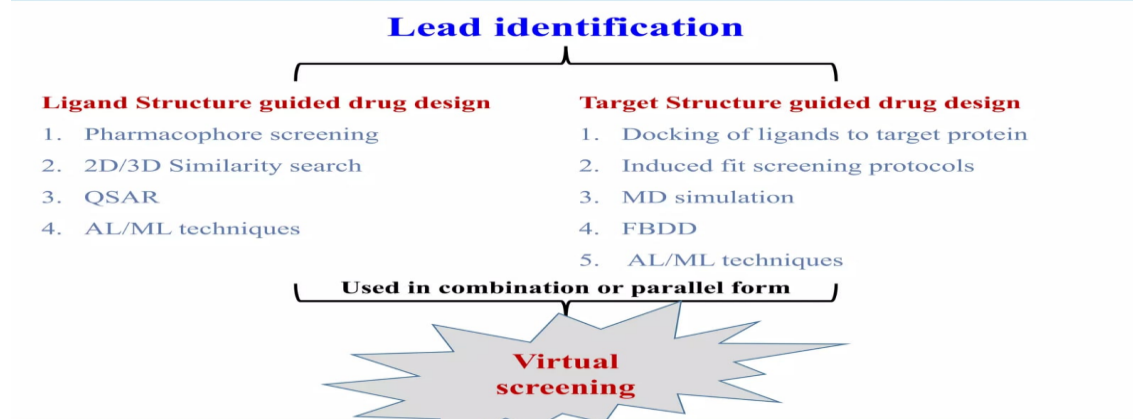 Lead identification
Ligand Structure guided drug design
1. Pharmacophore screening
2. 2D/3D Similarity search
3. QSAR
4. AL/ML techniques
Target Structure guided drug design
1. Docking of ligands to target protein
2. Induced fit screening protocols
3. MD simulation
4. FBDD
5. AL/ML techniques
Used in combination or parallel form
Virtual
screening